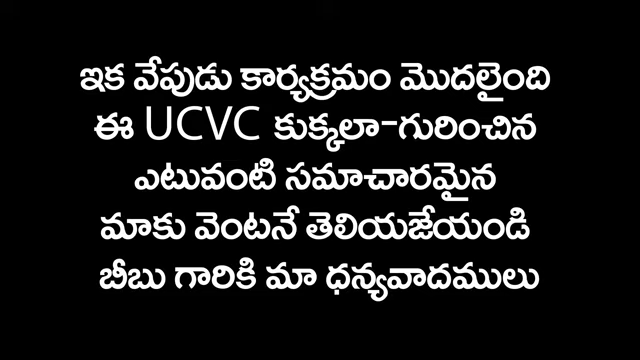 ఇక వేపుడు కార్యక్రమం మొదలైంది
ఈ UCVC కుక్కలా-గురించిన
ఎటువంటి సమాచారమైన
మాకు వెంటనే తెలియజేయండి
బీబు గారికి మా ధన్యవాదములు